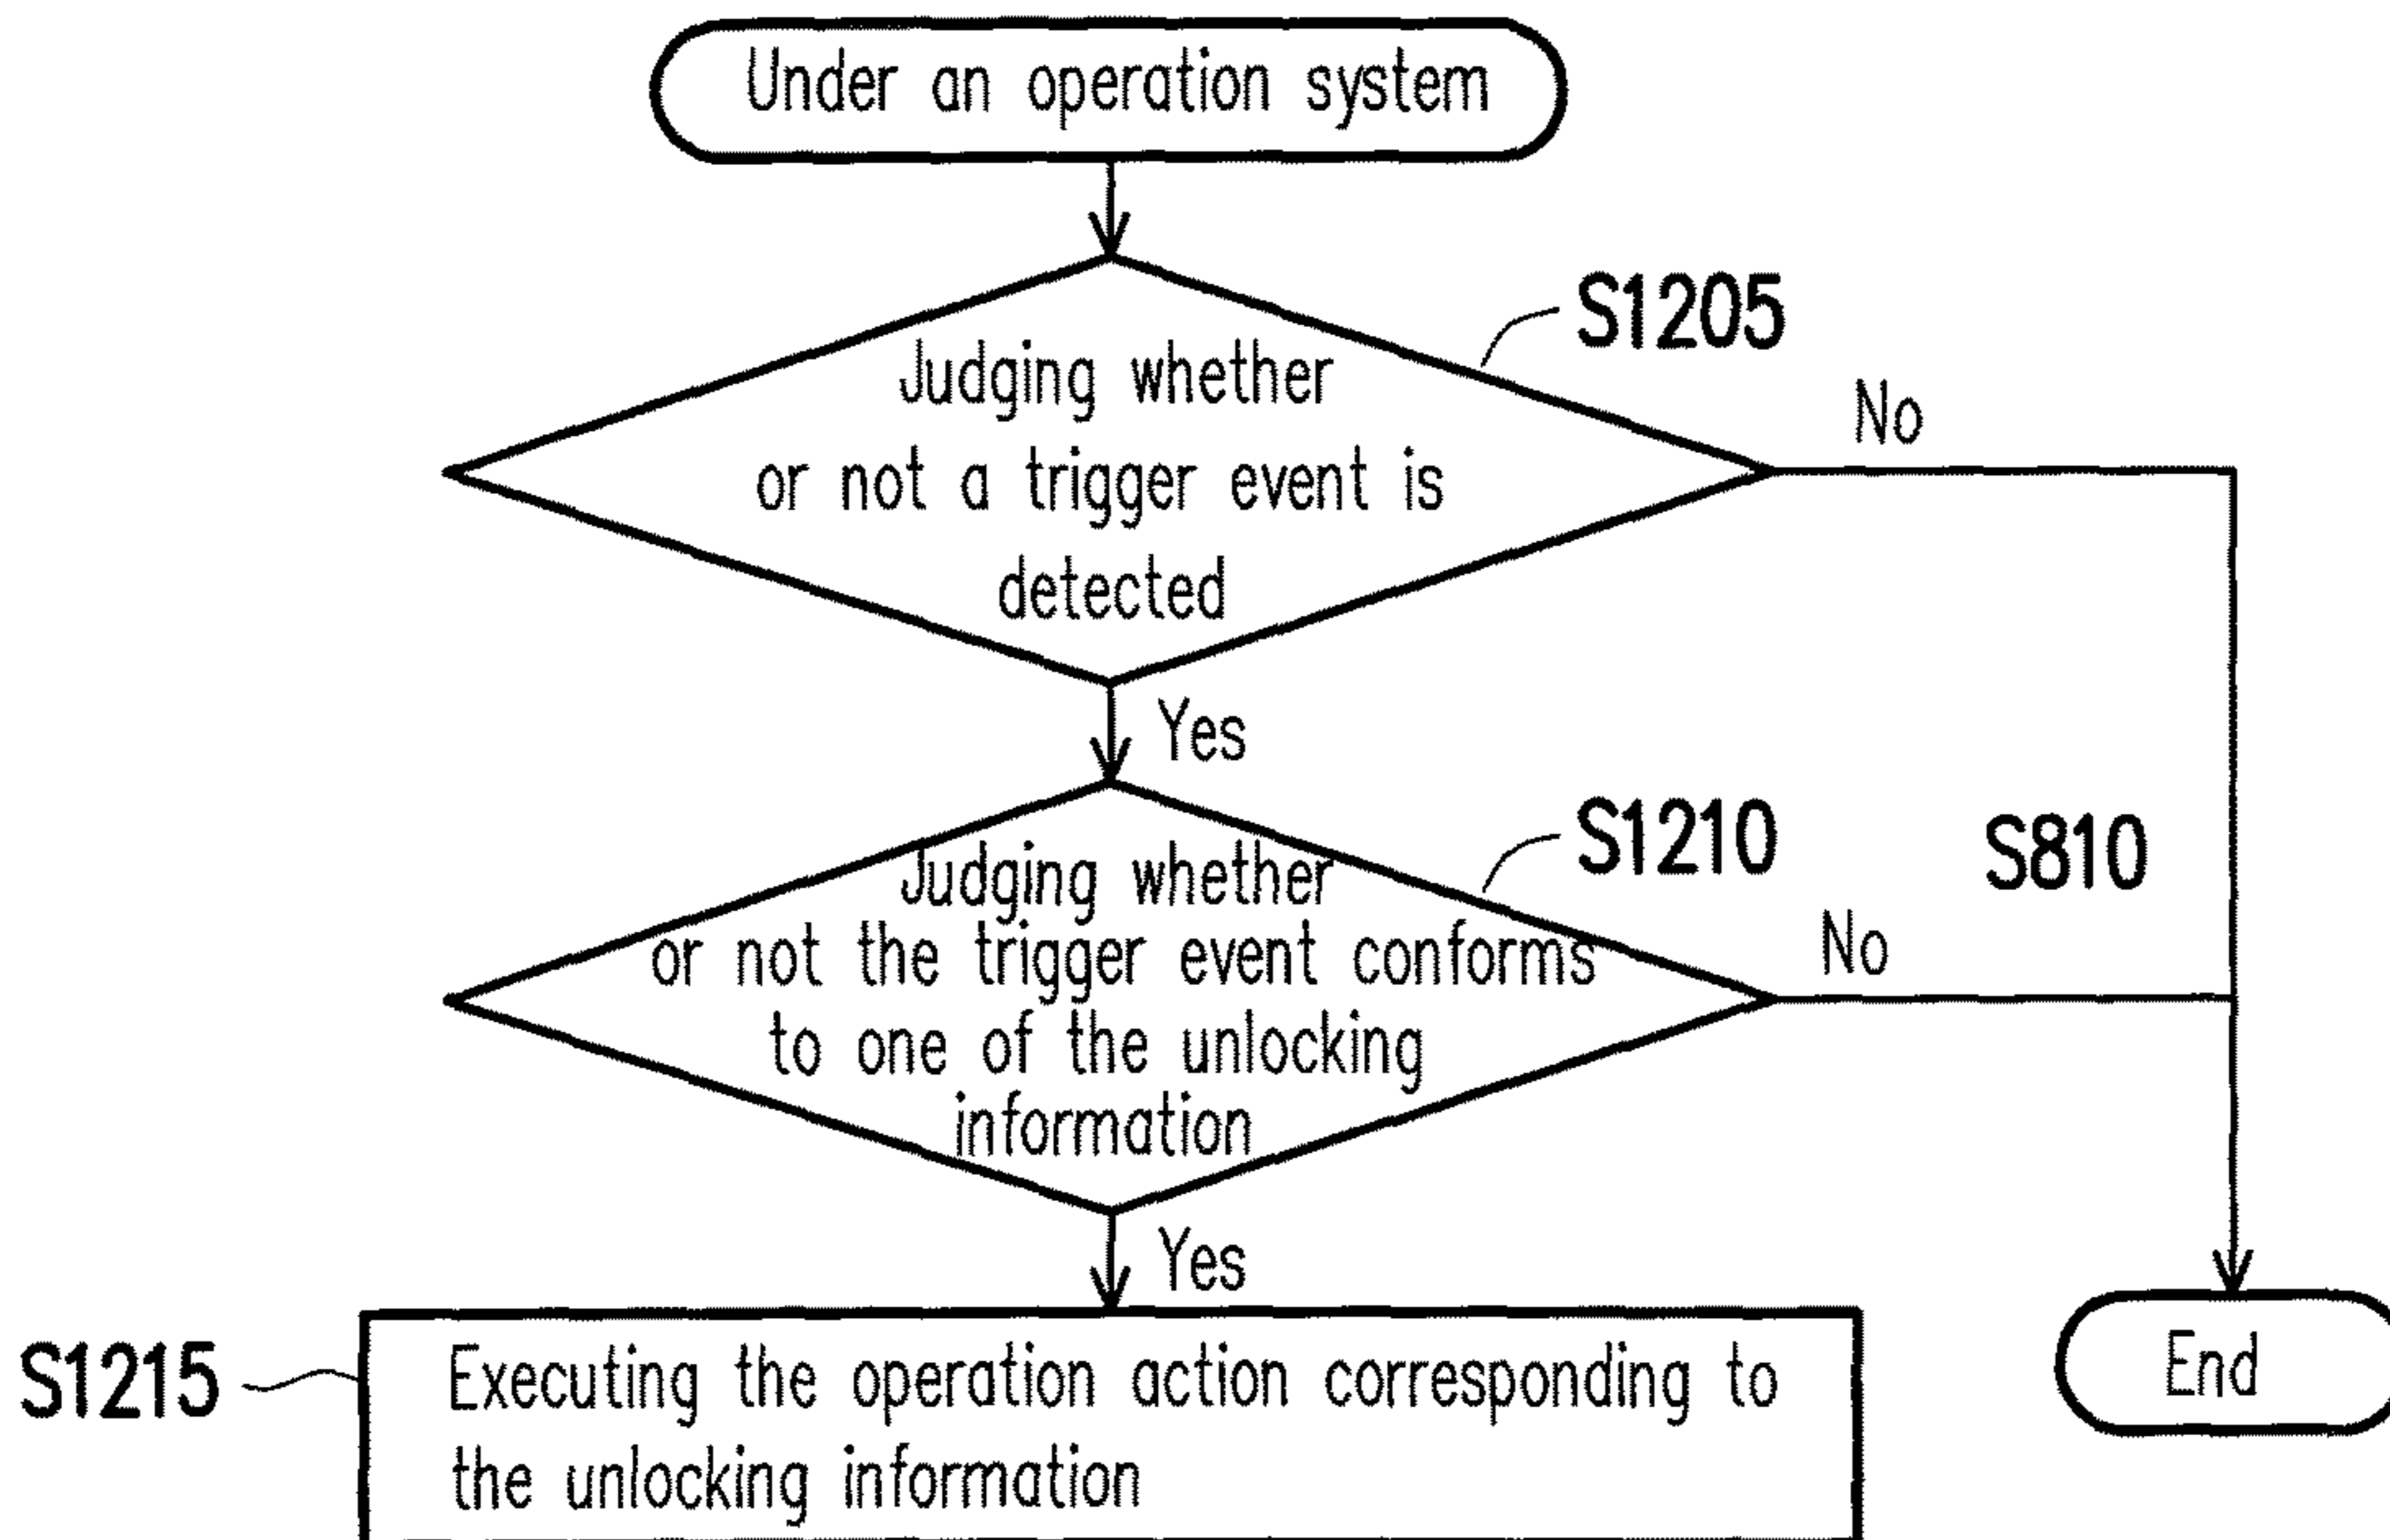 Under an operation system
S1205
Judging whether
or not a trigger event is
detected
No
Yes
S1210
S810
Judging whether
or not the trigger event conforms
to one of the unlocking
information
No
Yes
S1215
Executing the operation action corresponding to
the unlocking information
End